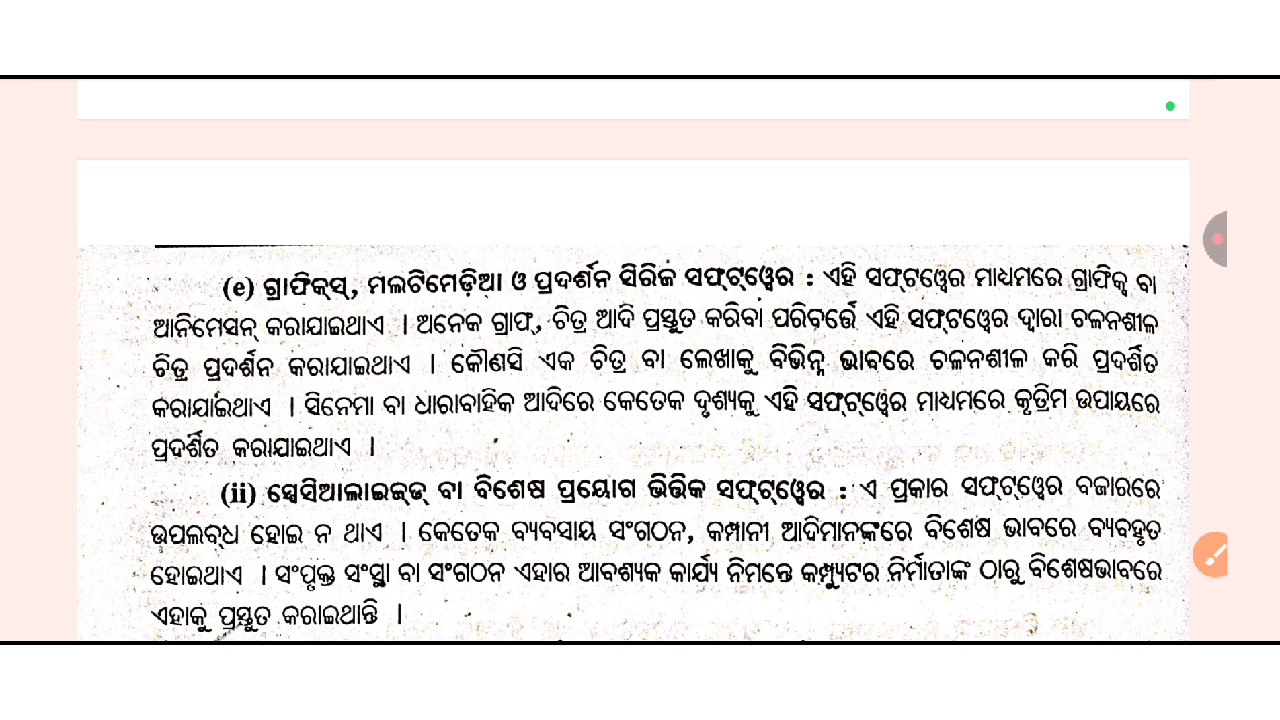 (e) ଗ୍ରାଫିକ୍ସ୍, ମଲଟିମେଡ଼ିଆ ଓ ପ୍ରଦର୍ଶନ ସିରିଜ ସଫ୍‌ଟ୍‌ୱେର : ଏହି ସଫ୍‌ଟୱେର ମାଧ୍ୟମରେ ଗ୍ରାଫିକ୍ସ ବା
ଆନିମେସନ୍ କରାଯାଇଥାଏ । ଅନେକ ଗ୍ରାଫ୍, ଚିତ୍ର ଆଦି ପ୍ରସ୍ତୁତ କରିବା ପରିବର୍ତ୍ତେ ଏହି ସଫ୍‌ଟୱେର ଦ୍ୱାରା ଚଳନଶୀଳ
ଚିତ୍ର ପ୍ରଦର୍ଶନ କରାଯାଇଥାଏ । କୌଣସି ଏକ ଚିତ୍ର ବା ଲେଖାକୁ ବିଭିନ୍ନ ଭାବରେ ଚଳନଶୀଳ କରି ପ୍ରଦର୍ଶିତ
କରାଯାଇଥାଏ । ସିନେମା ବା ଧାରାବାହିକ ଆଦିରେ କେତେକ ଦୃଶ୍ୟକୁ ଏହି ସଫ୍‌ଟ୍‌ୱେର ମାଧ୍ୟମରେ କୃତ୍ରିମ ଉପାୟରେ
ପ୍ରଦର୍ଶିତ କରାଯାଇଥାଏ ।
(ii) ସ୍ପେସିଆଲାଇଜ୍‌ଡ୍ ବା ବିଶେଷ ପ୍ରୟୋଗ ଭିତ୍ତିକ ସଫ୍‌ଟ୍‌ୱେର : ଏ ପ୍ରକାର ସଫ୍‌ଟ୍‌ୱେର ବଜାରରେ
ଉପଲବ୍ଧ ହୋଇ ନ ଥାଏ । କେତେକ ବ୍ୟବସାୟ ସଂଗଠନ, କମ୍ପାନୀ ଆଦିମାନଙ୍କରେ ବିଶେଷ ଭାବରେ ବ୍ୟବହୃତ
ହୋଇଥାଏ । ସଂପୃକ୍ତ ସଂସ୍ଥା ବା ସଂଗଠନ ଏହାର ଆବଶ୍ୟକ କାର୍ଯ୍ୟ ନିମନ୍ତେ କମ୍ପ୍ୟୁଟର ନିର୍ମାତାଙ୍କ ଠାରୁ ବିଶେଷଭାବରେ
ଏହାକୁ ପ୍ରସ୍ତୁତ କରାଇଥାନ୍ତି ।